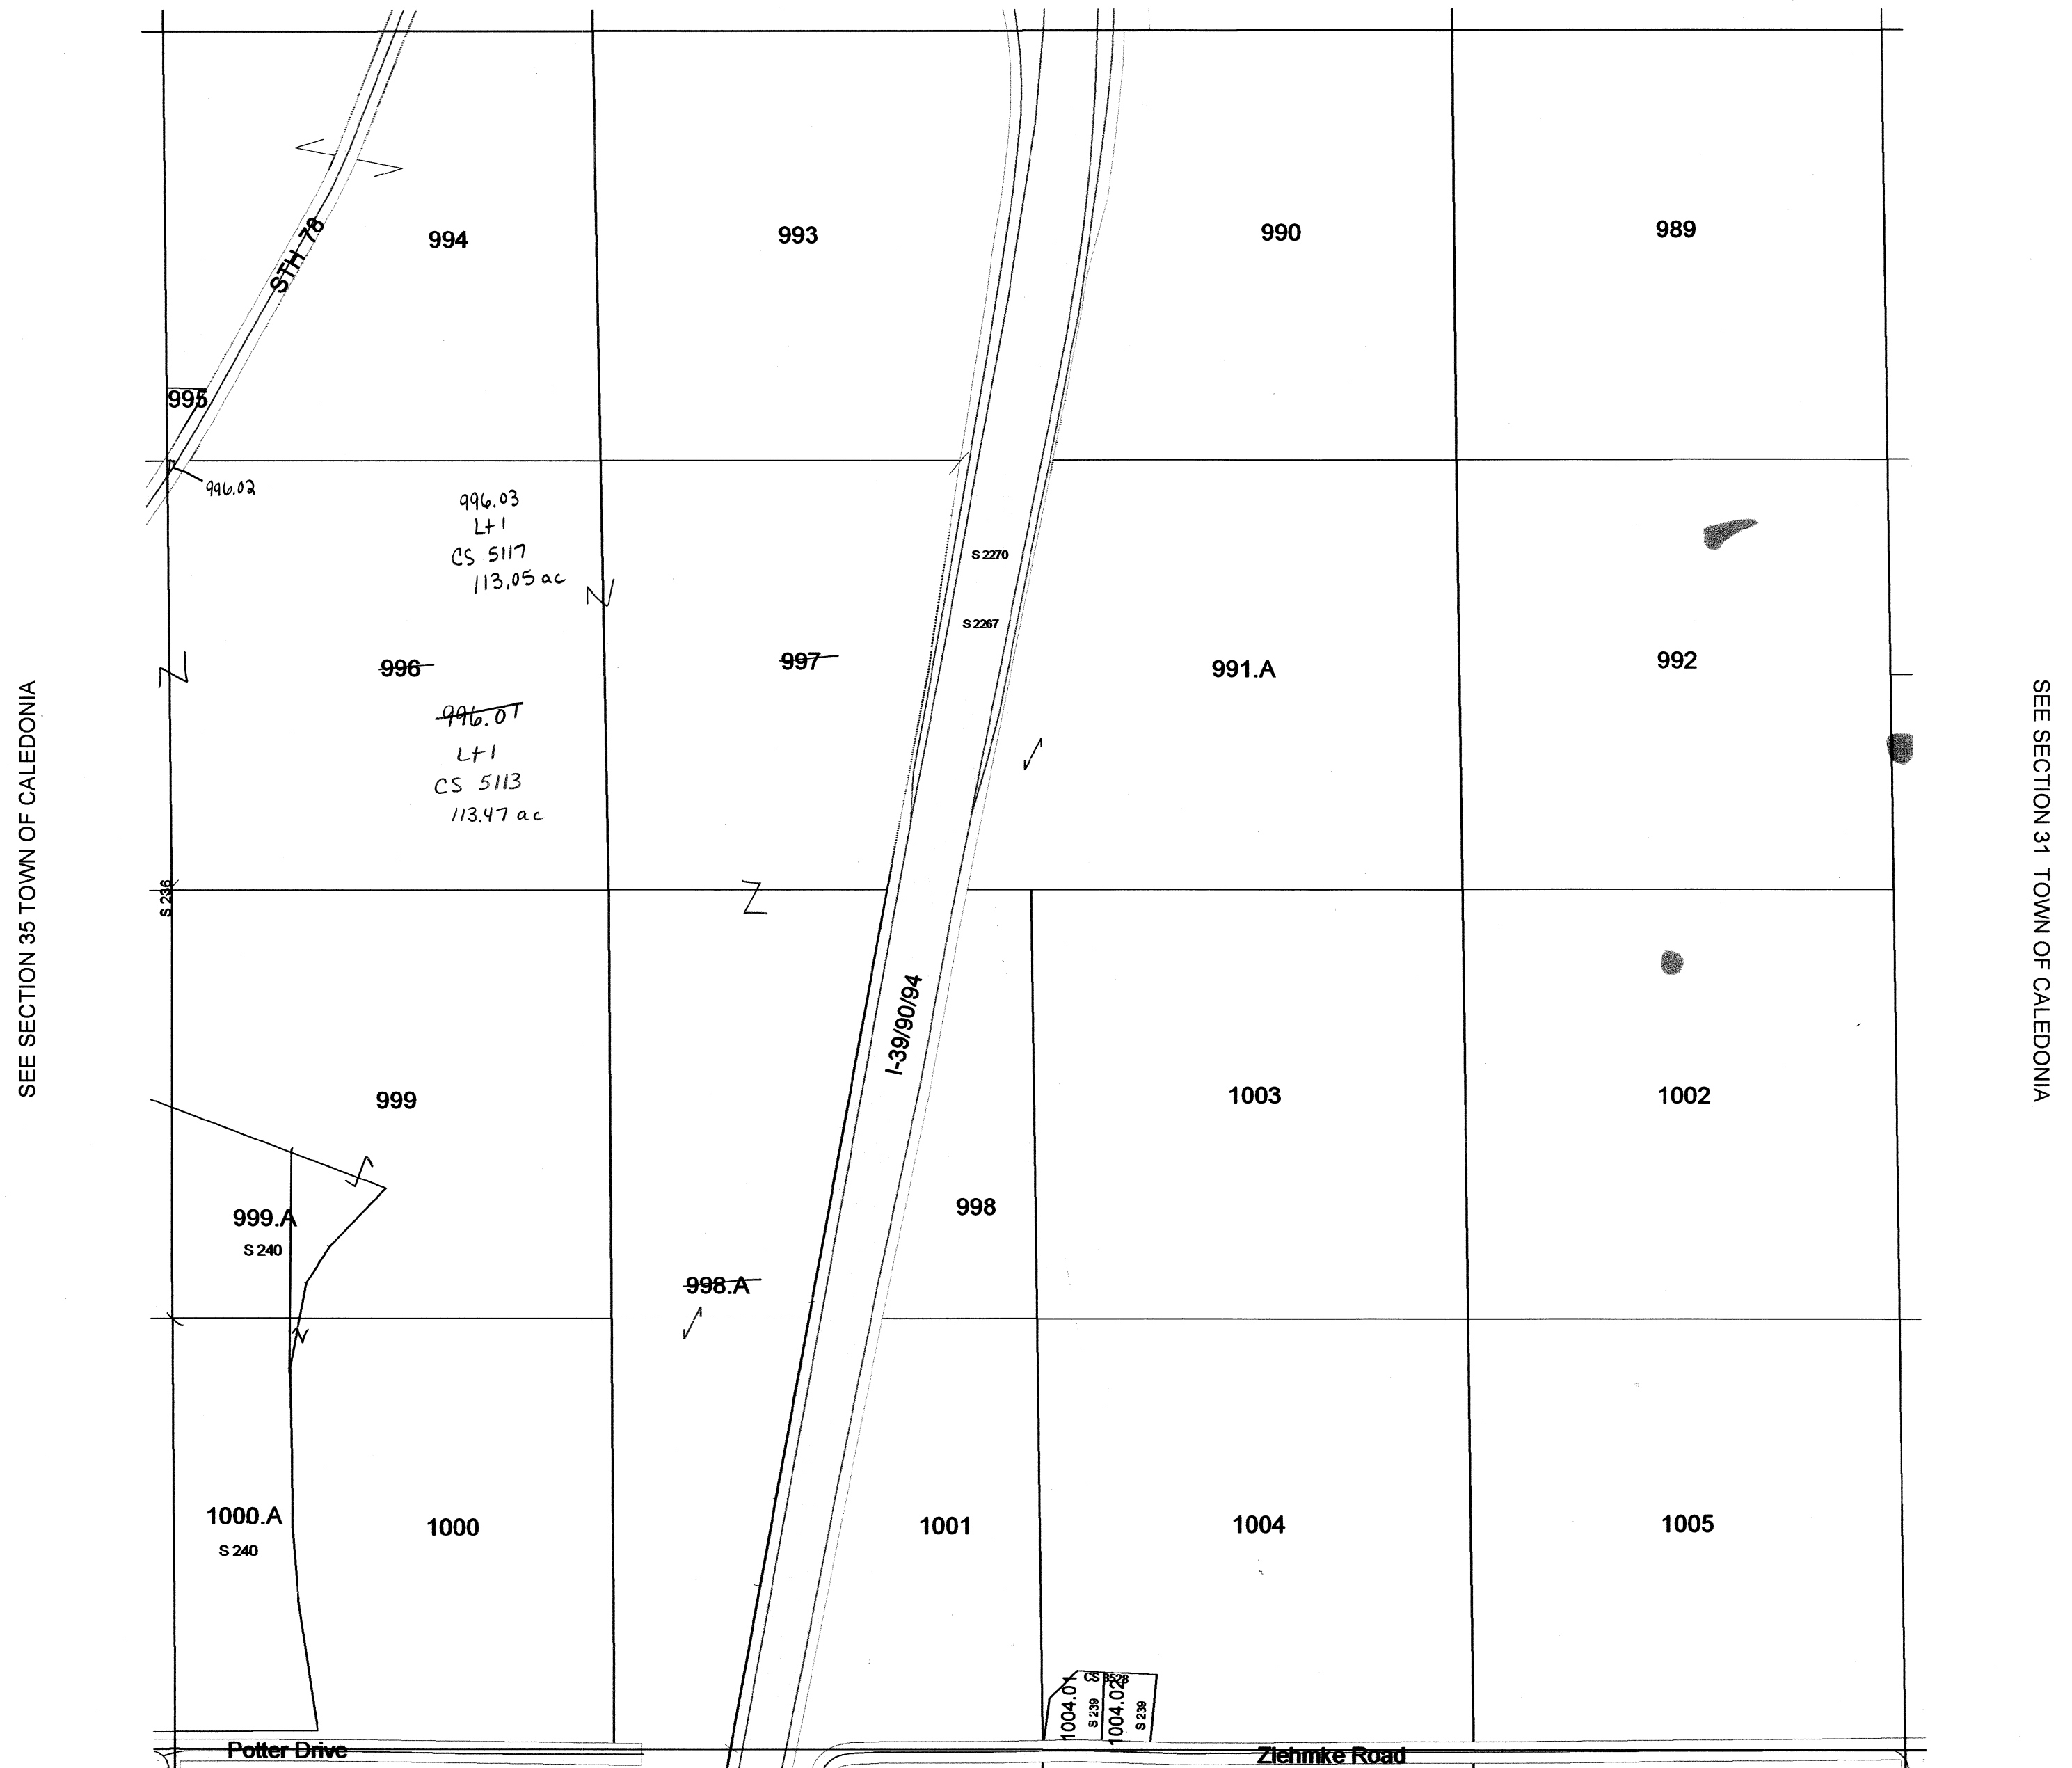 STH 78
994
993
990
989
995
996.02
996.03
Lt 1
CS 5117
113.05 ac
S 2270
S 2267
996
997
991.A
992
996.01
Lt 1
CS 5113
113.47 ac
SEE SECTION 35 TOWN OF CALEDONIA
SEE SECTION 31 TOWN OF CALEDONIA
S 236
I-39/90/94
999
1003
1002
999.A
S 240
998
998.A
1000.A
S 240
1000
1001
1004
1005
CS 3528
1004.01
S 239
1004.02
S 239
Potter Drive
Ziehmke Road